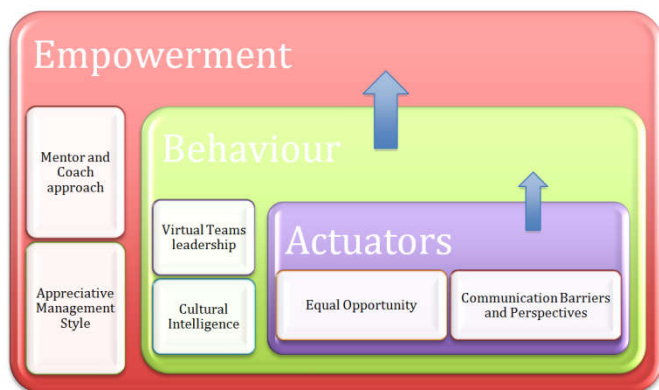 Empowerment
Mentor and
Coach
approach
Appreciative
Management
Style
Behaviour
Virtual Teams
leadership
Cultural
Intelligence
Actuators
Equal Opportunity
Communication Barriers
and Perspectives